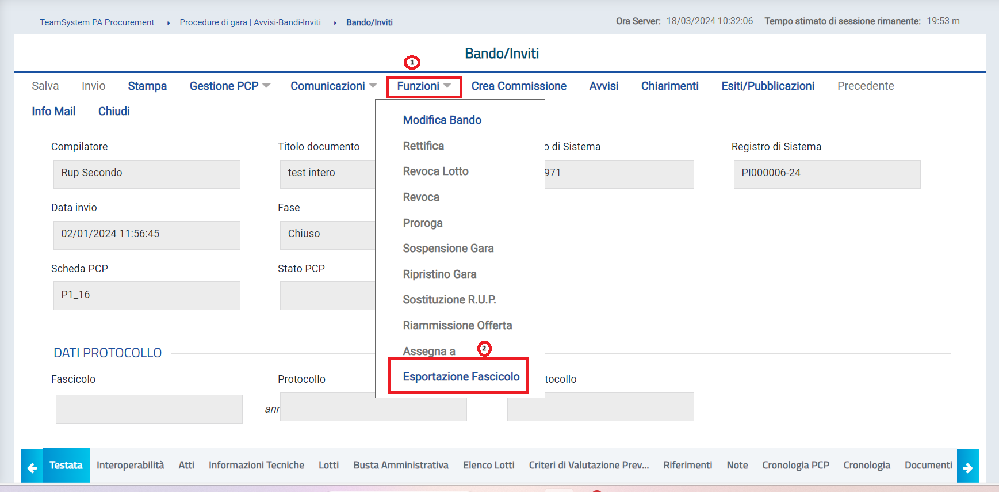 TeamSystem PA Procurement Procedure di gara | Avvisi-Bandi-Inviti Bando/Inviti
Ora Server: 18/03/2024 10:32:06 Tempo stimato di sessione rimanente: 19:53 m
Bando/Inviti
1
Salva Invio Stampa Gestione PCP Comunicazioni Funzioni Crea Commissione Avvisi Chiarimenti Esiti/Pubblicazioni Precedente
Info Mail Chiudi
Modifica Bando
Rettifica
Revoca Lotto
Revoca
Proroga
Sospensione Gara
Ripristino Gara
Sostituzione R.U.P.
Riammissione Offerta
Assegna a
2
Esportazione Fascicolo
Compilatore Titolo documento o di Sistema Registro di Sistema
Rup Secondo test intero 971 PI000006-24
Data invio Fase
02/01/2024 11:56:45 Chiuso
Scheda PCP Stato PCP
P1_16
DATI PROTOCOLLO
Fascicolo Protocollo tocollo
ann
Testata Interoperabilità Atti Informazioni Tecniche Lotti Busta Amministrativa Elenco Lotti Criteri di Valutazione Prev... Riferimenti Note Cronologia PCP Cronologia Documenti